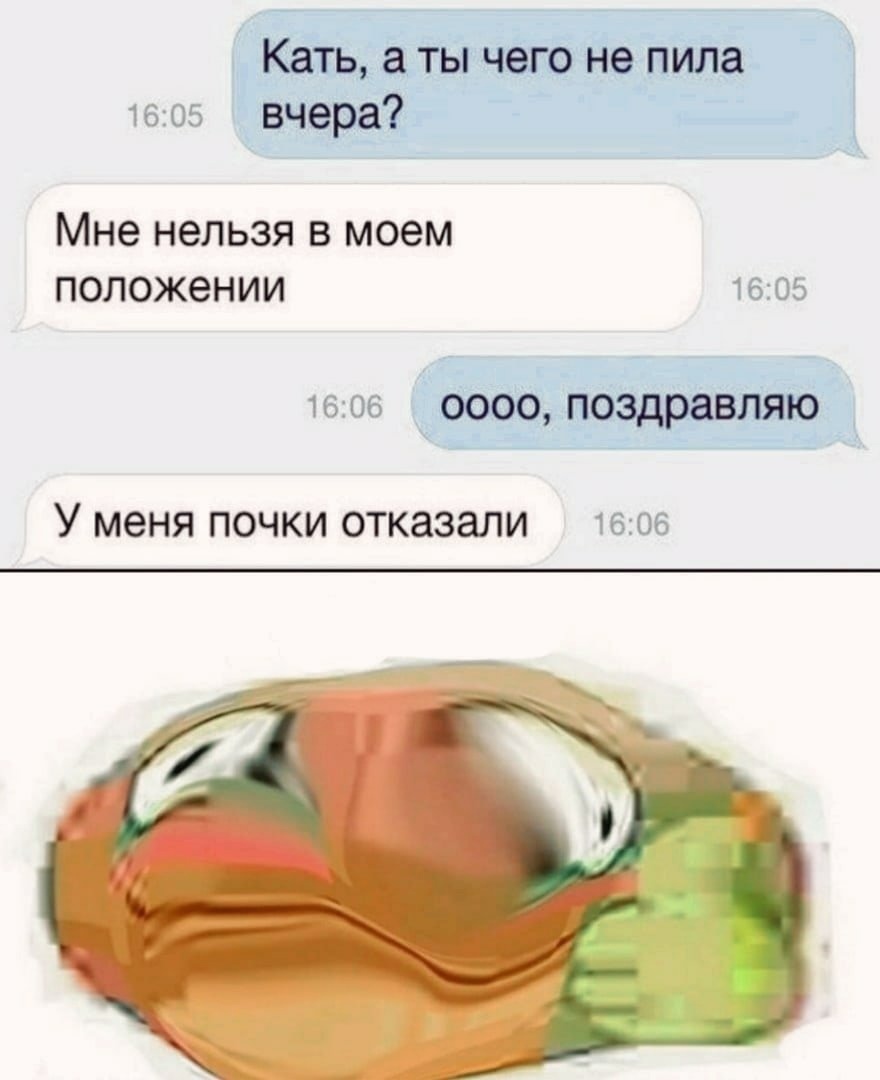 Кать, а ты чего не пила
16:05 вчера?
Мне нельзя в моем
положении 16:05
16:06 оооо, поздравляю
У меня почки отказали 16:06